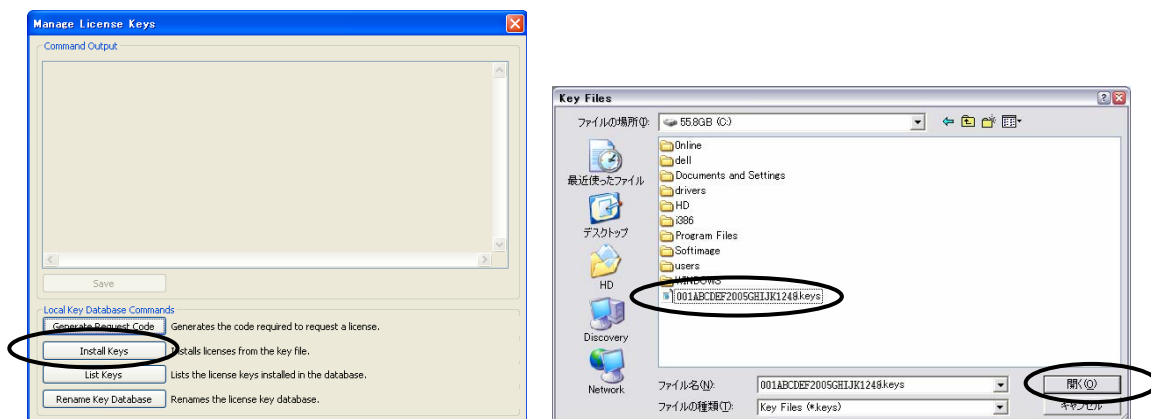 Manage License Keys
Command Output
Save
Local Key Database Commands
Generate Request Code Generates the code required to request a license.
Install Keys Installs licenses from the key file.
List Keys Lists the license keys installed in the database.
Rename Key Database Renames the license key database.
Key Files
ファイルの場所(I): 55.8GB (C:)
最近使ったファイル
デスクトップ
HD
Discovery
Network
Online
dell
Documents and Settings
drivers
HD
i386
Program Files
Softimage
users
WINDOWS
001ABCDEF2005GHIJK1248.keys
ファイル名(N): 001ABCDEF2005GHIJK1248.keys 開く(O)
ファイルの種類(T): Key Files (*.keys) キャンセル